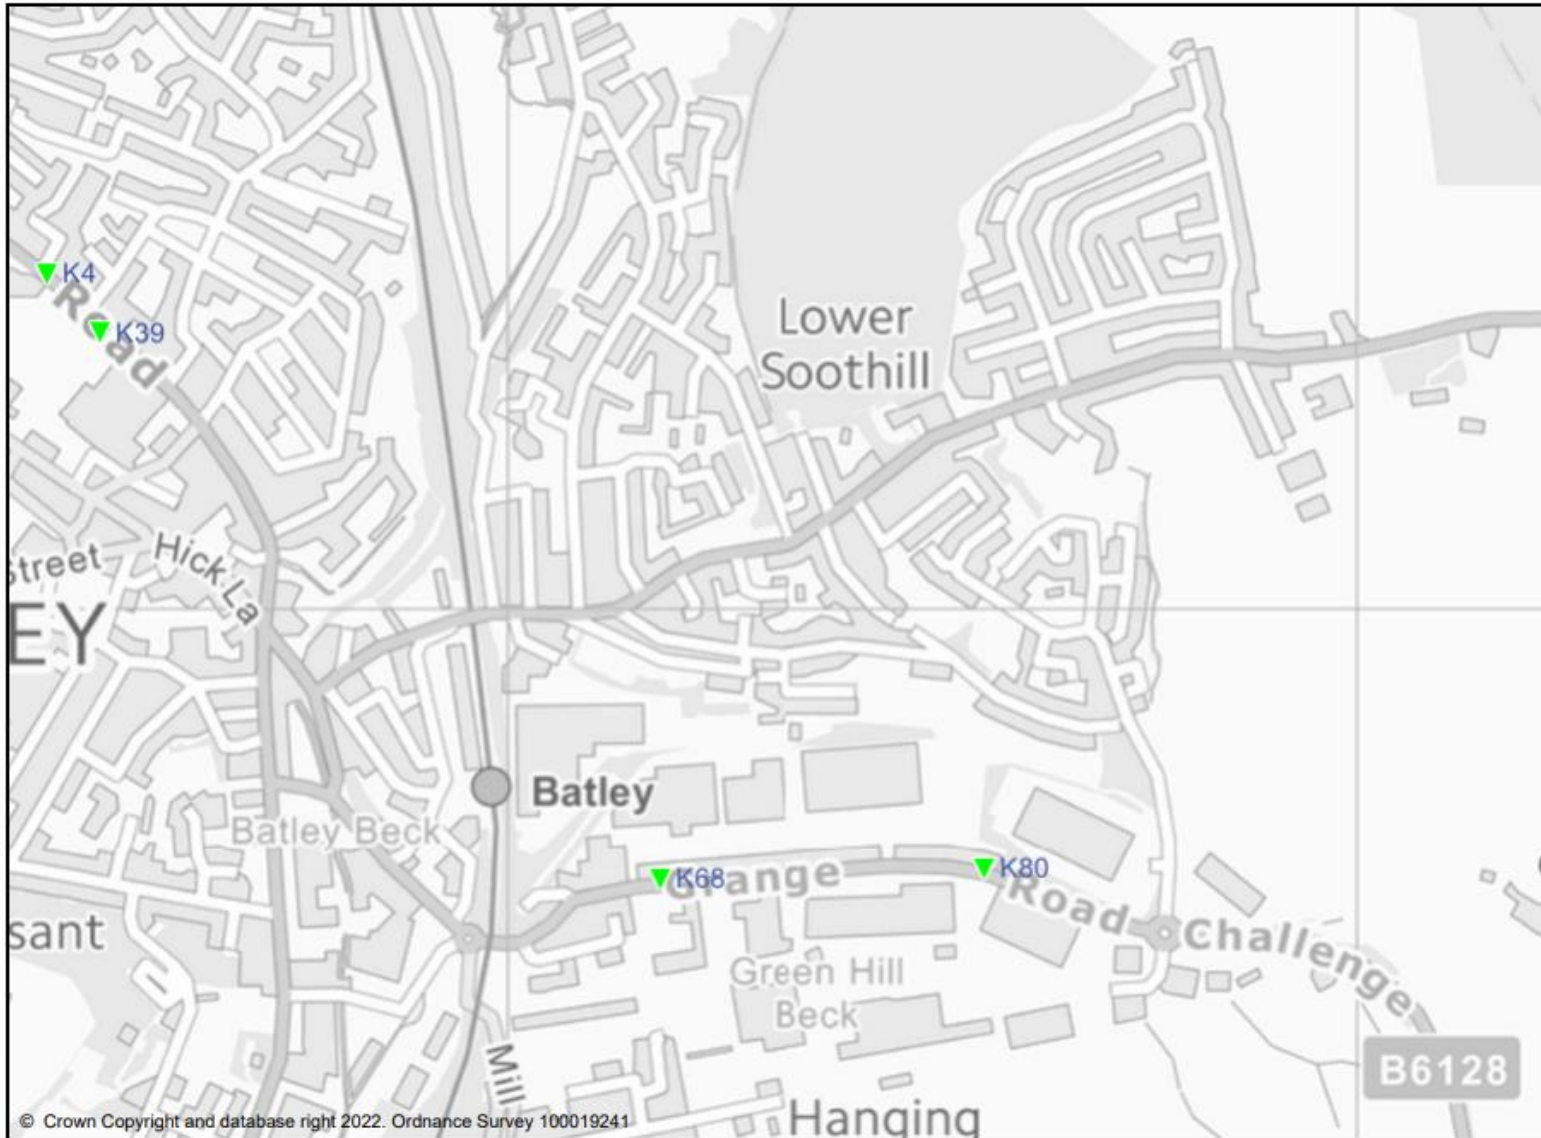 K4
Road
K39
Lower
Soothill
Street
Hick La
EY
Batley
Batley Beck
K68
Grange
K80
Road
Challenge
sant
Green Hill
Beck
Mill
B6128
© Crown Copyright and database right 2022. Ordnance Survey 100019241
Hanging